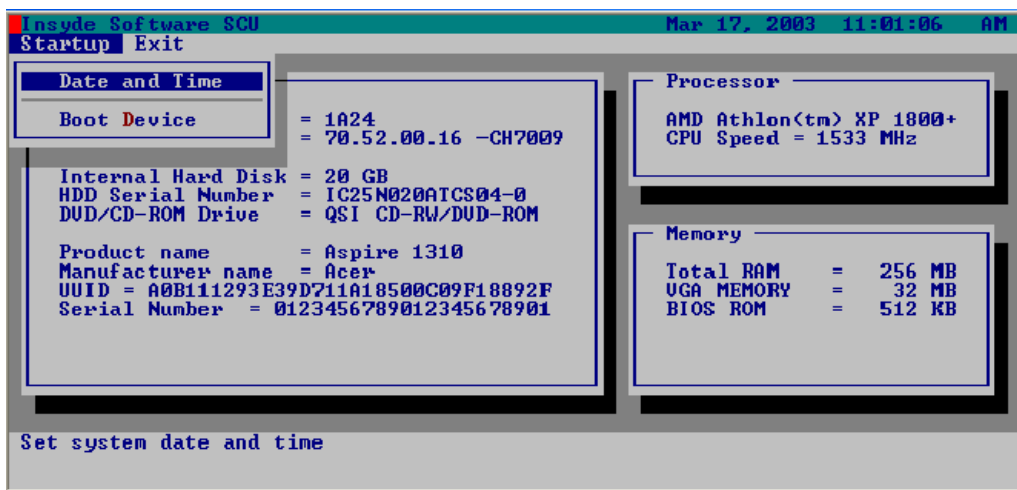 Insyde Software SCU Mar 17, 2003 11:01:06 AM
Startup Exit
Date and Time
Boot Device
= 1A24
= 70.52.00.16 -CH7009
Internal Hard Disk = 20 GB
HDD Serial Number = IC25N020ATCS04-0
DVD/CD-ROM Drive = QSI CD-RW/DVD-ROM
Product name = Aspire 1310
Manufacturer name = Acer
UUID = A0B111293E39D711A18500C09F18892F
Serial Number = 0123456789012345678901
Processor
AMD Athlon(tm) XP 1800+
CPU Speed = 1533 MHz
Memory
Total RAM = 256 MB
VGA MEMORY = 32 MB
BIOS ROM = 512 KB
Set system date and time